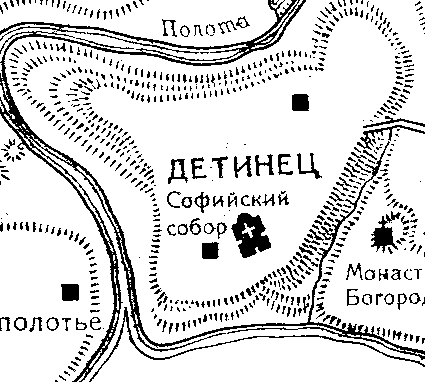 Полота
ДЕТИНЕЦ
Софийский
собор
Монаст
Богород
полотье